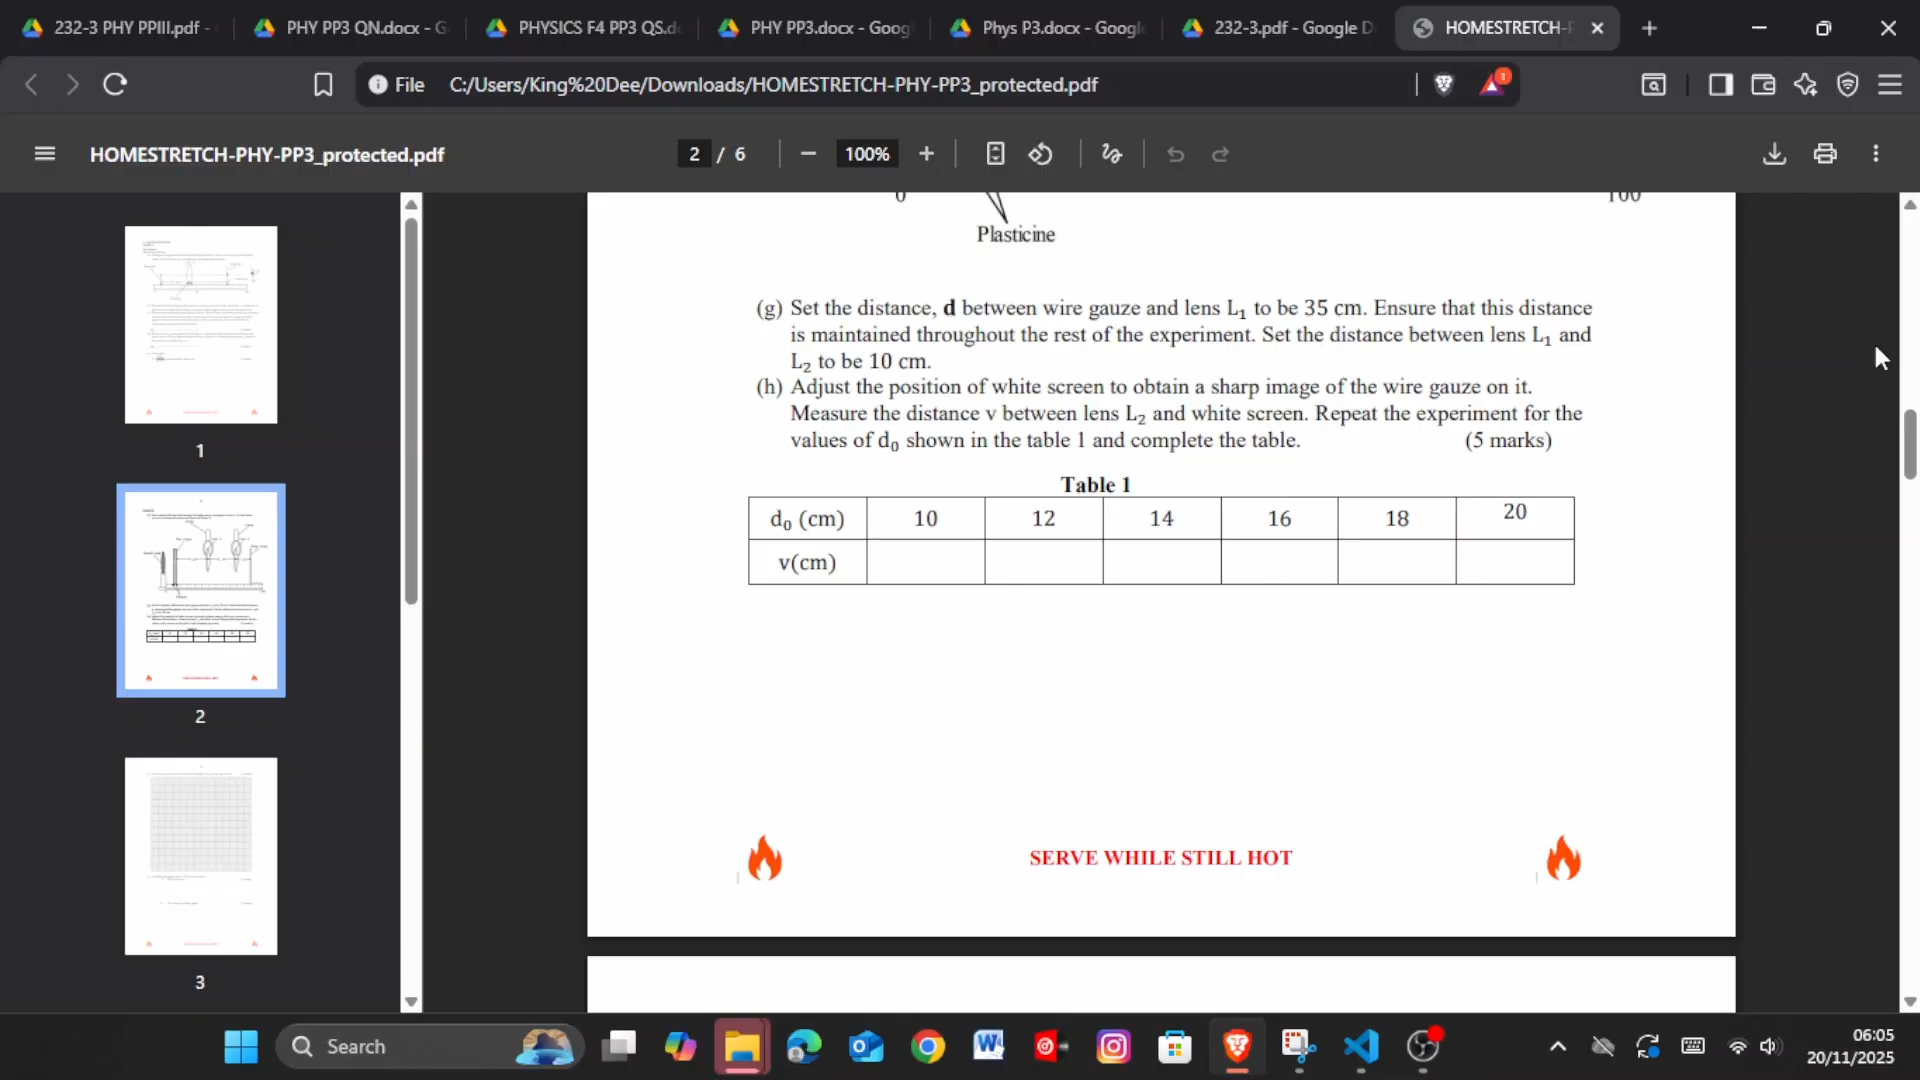 232-3 PHY PPIII.pdf -
PHY PP3 QN.docx - G
PHYSICS F4 PP3 QS.d
PHY PP3.docx - Goog
Phys P3.docx - Google
232-3.pdf - Google D
HOMESTRETCH-
File C:/Users/King%20Dee/Downloads/HOMESTRETCH-PHY-PP3_protected.pdf
1
HOMESTRETCH-PHY-PP3_protected.pdf
2 / 6
100%
0 100
Plasticine
(g) Set the distance, d between wire gauze and lens L₁ to be 35 cm. Ensure that this distance
is maintained throughout the rest of the experiment. Set the distance between lens L₁ and
L₂ to be 10 cm.
(h) Adjust the position of white screen to obtain a sharp image of the wire gauze on it.
Measure the distance v between lens L₂ and white screen. Repeat the experiment for the
values of d₀ shown in the table 1 and complete the table. (5 marks)
Table 1
d₀ (cm) 10 12 14 16 18 20
v(cm)
SERVE WHILE STILL HOT
1
2
3
Search
06:05
20/11/2025